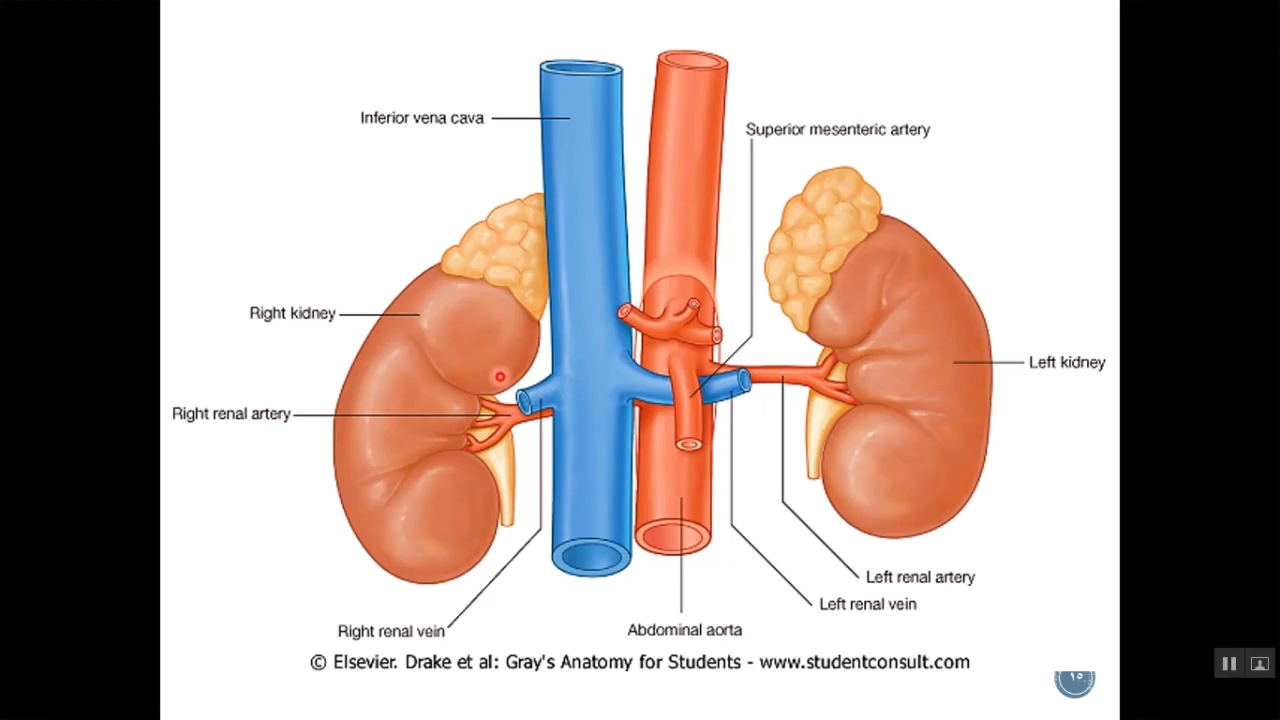 Inferior vena cava
Superior mesenteric artery
Right kidney
Left kidney
Right renal artery
Left renal artery
Left renal vein
Right renal vein
Abdominal aorta
© Elsevier. Drake et al: Gray's Anatomy for Students - www.studentconsult.com
١٥